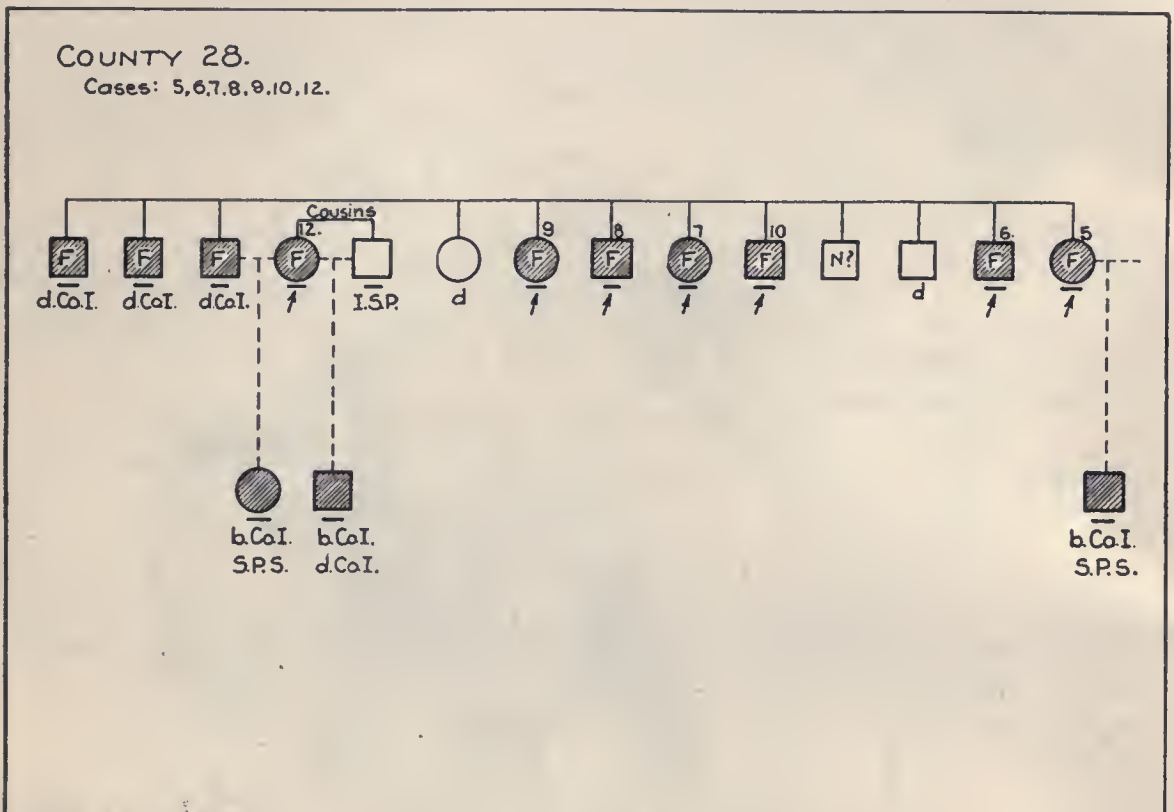 COUNTY 28.
Cases: 5,6,7,8,9,10,12.
Cousins
12. 9 8 7 10 6. 5
F F F F F F F F N? F F
d.Co.I. d.Co.I. d.Co.I. I.S.P. d d
b.Co.I. b.Co.I. b.Co.I.
S.P.S. d.Co.I. S.P.S.